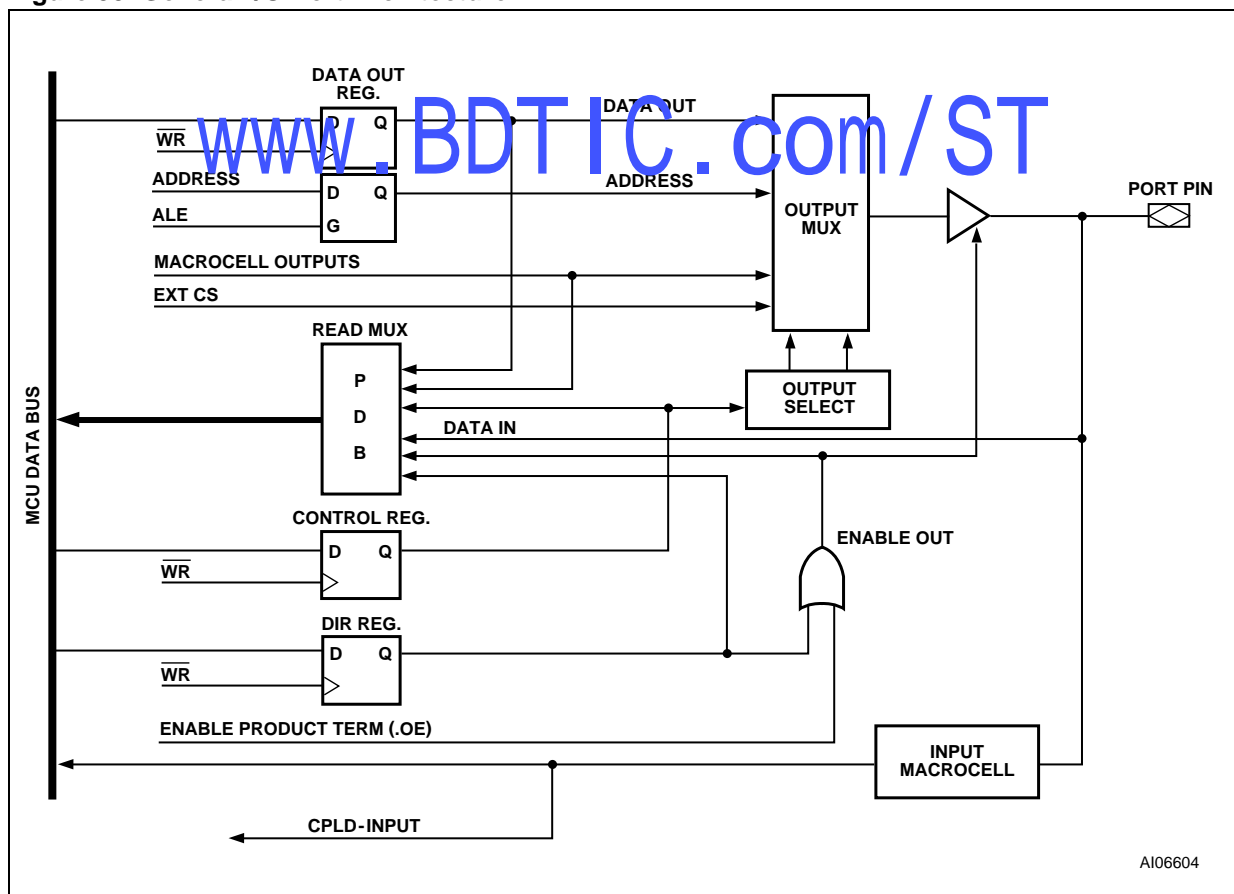 DATA OUT
REG.
D Q
DATA OUT
WR
www.BDTIC.com/ST
ADDRESS
D Q
ADDRESS
ALE
G
OUTPUT
MUX
PORT PIN
MACROCELL OUTPUTS
EXT CS
READ MUX
P
D
B
OUTPUT
SELECT
DATA IN
MCU DATA BUS
CONTROL REG.
D Q
WR
ENABLE OUT
DIR REG.
D Q
WR
ENABLE PRODUCT TERM (.OE)
INPUT
MACROCELL
CPLD-INPUT
AI06604